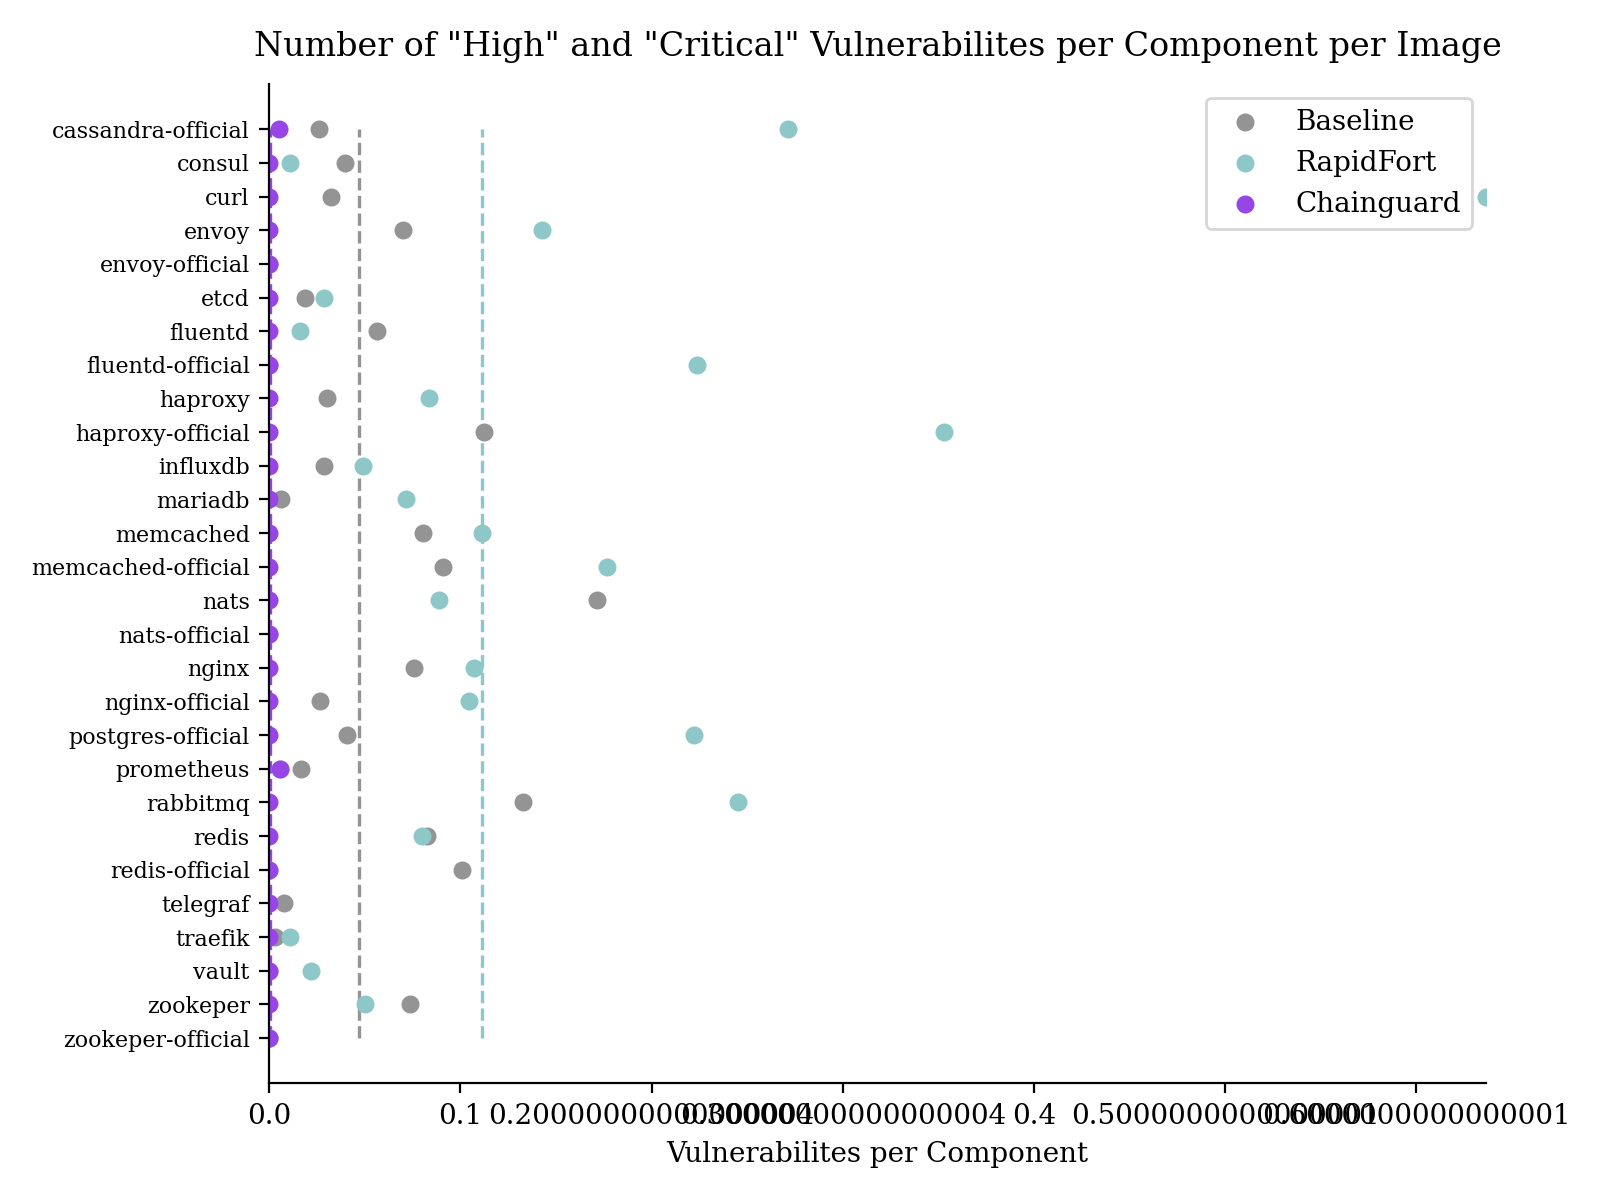 Number of "High" and "Critical" Vulnerabilites per Component per Image
Baseline
RapidFort
Chainguard
cassandra-official
consul
curl
envoy
envoy-official
etcd
fluentd
fluentd-official
haproxy
haproxy-official
influxdb
mariadb
memcached
memcached-official
nats
nats-official
nginx
nginx-official
postgres-official
prometheus
rabbitmq
redis
redis-official
telegraf
traefik
vault
zookeper
zookeper-official
0.0 0.1 0.4
Vulnerabilites per Component